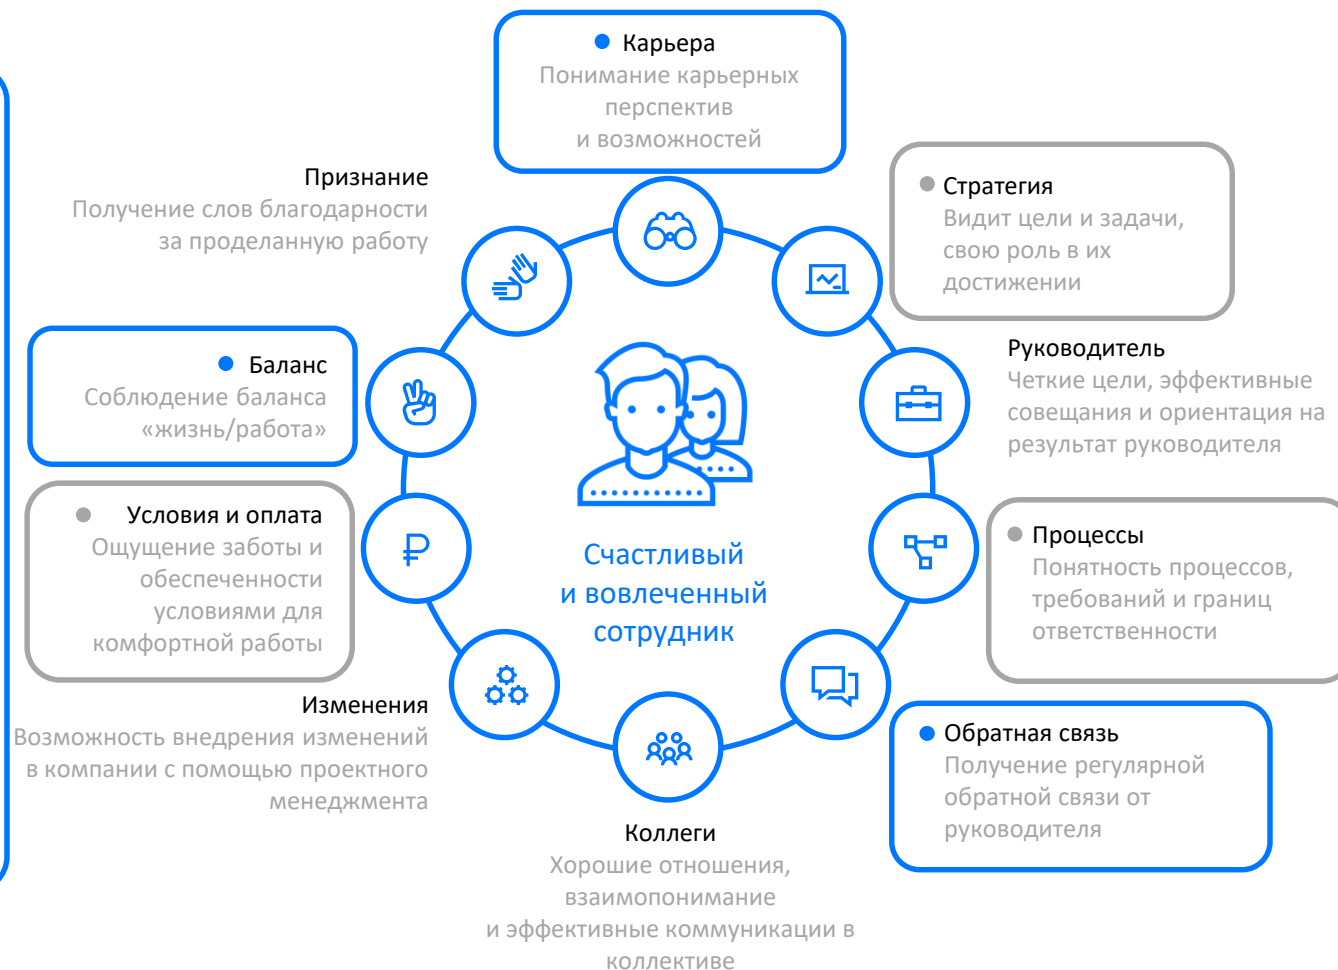 Карьера
Понимание карьерных
перспектив
и возможностей
Признание
Получение слов благодарности
за проделанную работу
Стратегия
Видит цели и задачи,
свою роль в их
достижении
Баланс
Соблюдение баланса
«жизнь/работа»
Руководитель
Четкие цели, эффективные
совещания и ориентация на
результат руководителя
Условия и оплата
Ощущение заботы и
обеспеченности
условиями для
комфортной работы
Счастливый
и вовлеченный
сотрудник
Процессы
Понятность процессов,
требований и границ
ответственности
Изменения
Возможность внедрения изменений
в компании с помощью проектного
менеджмента
Обратная связь
Получение регулярной
обратной связи от
руководителя
Коллеги
Хорошие отношения,
взаимопонимание
и эффективные коммуникации в
коллективе